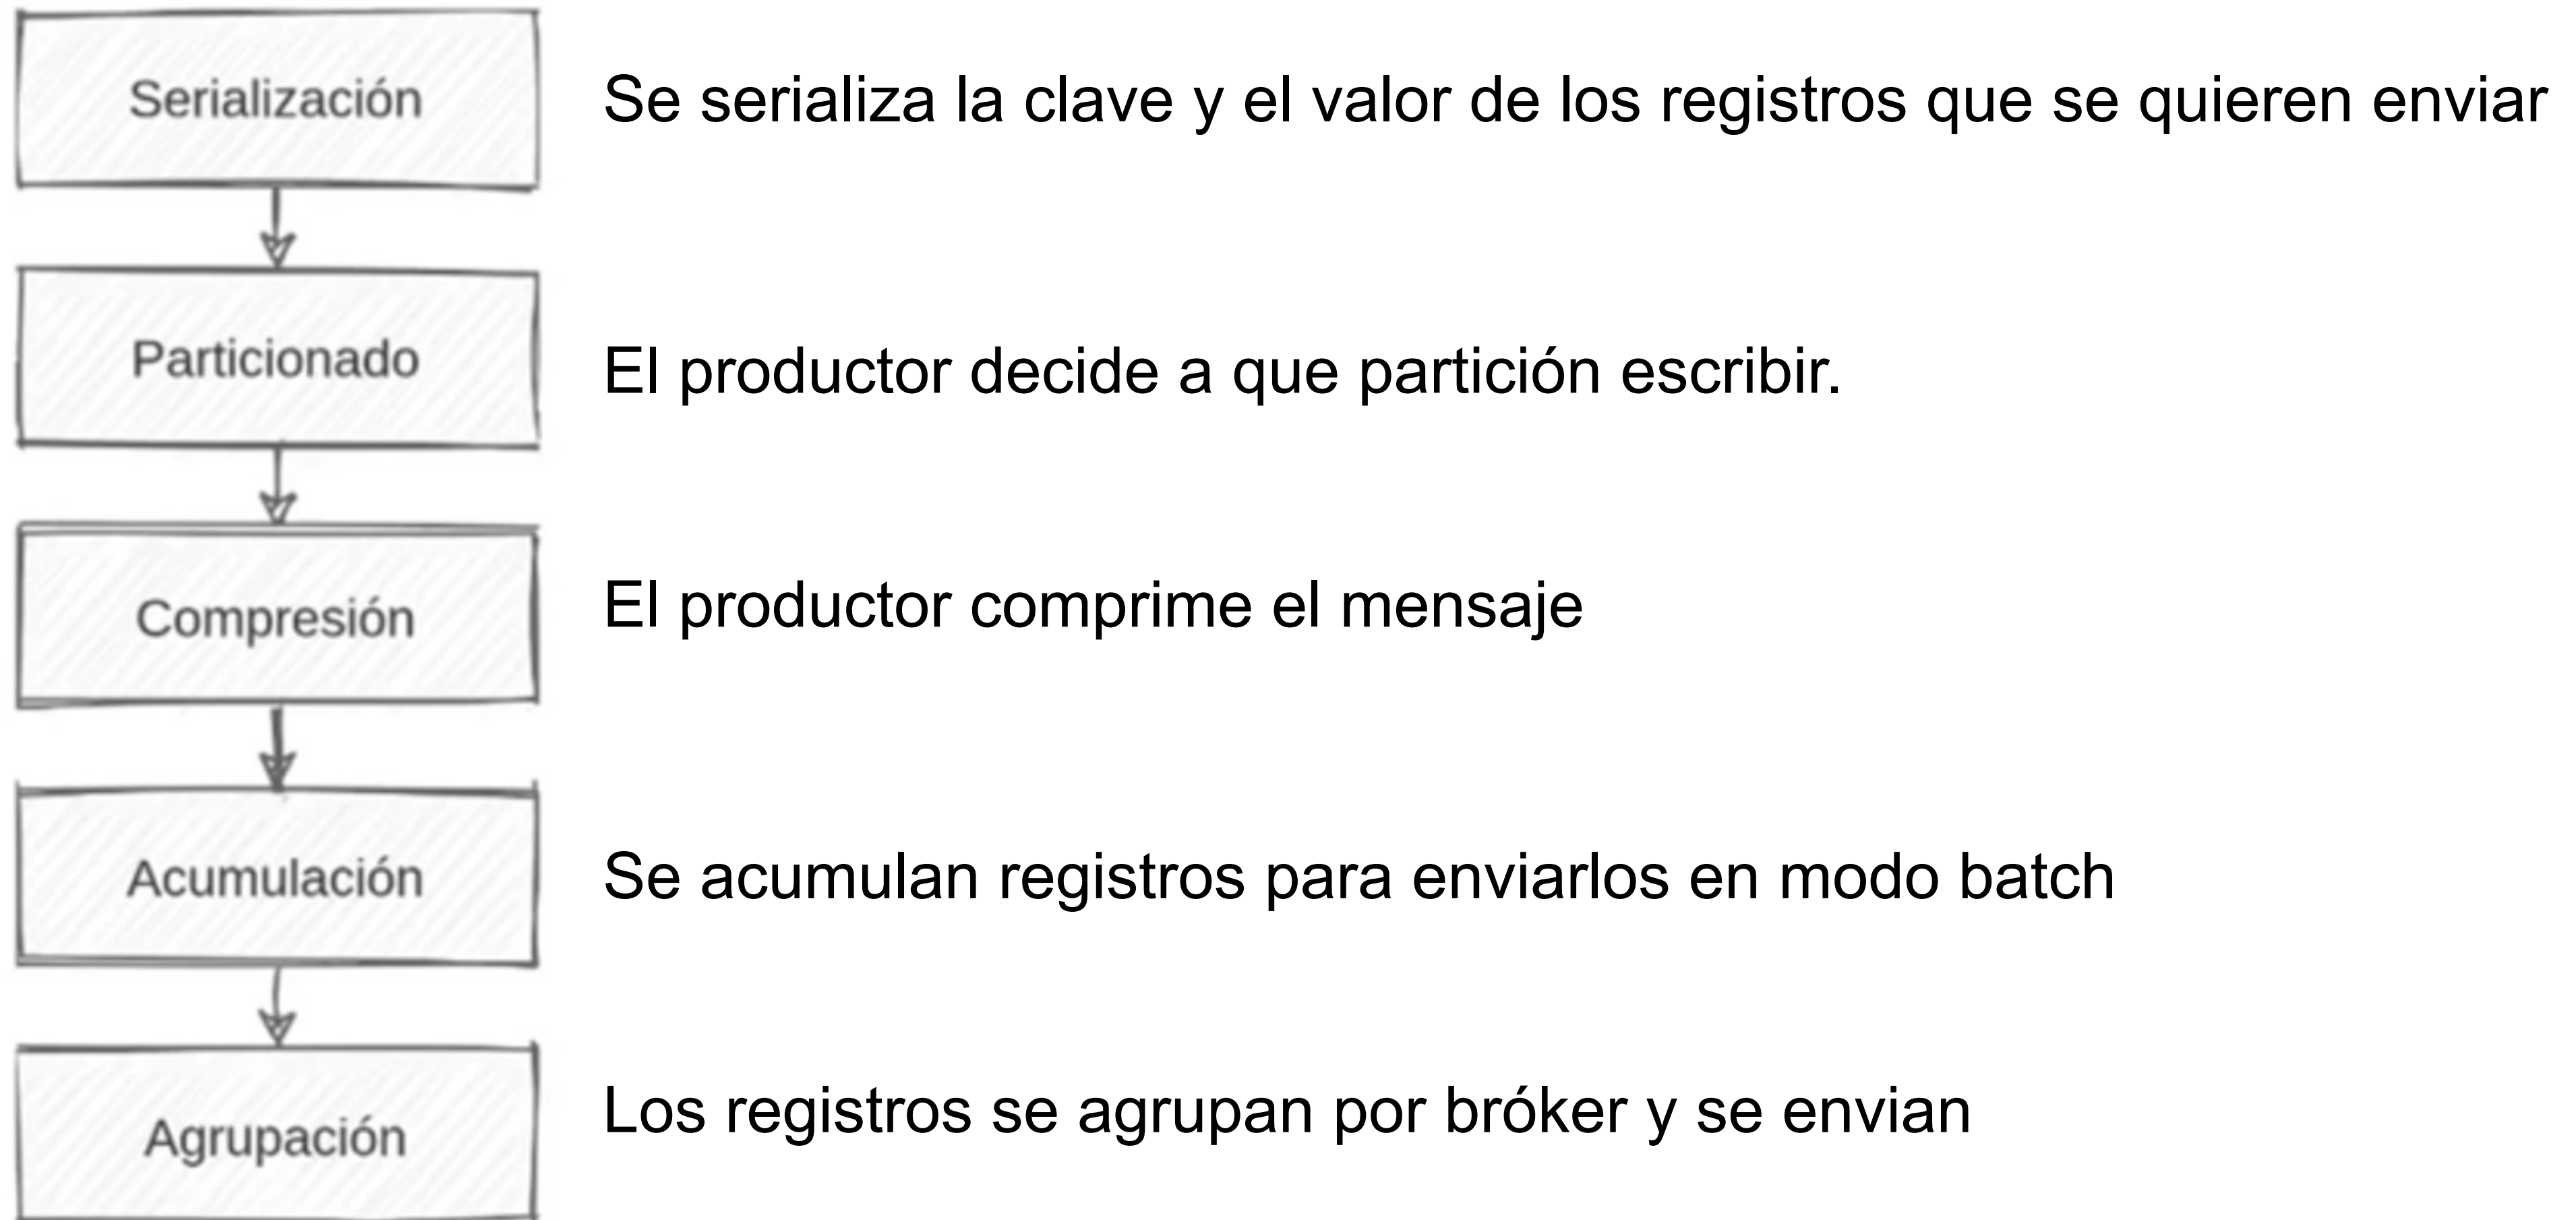 Serialización
Se serializa la clave y el valor de los registros que se quieren enviar
Particionado
El productor decide a que partición escribir.
Compresión
El productor comprime el mensaje
Acumulación
Se acumulan registros para enviarlos en modo batch
Agrupación
Los registros se agrupan por bróker y se envian